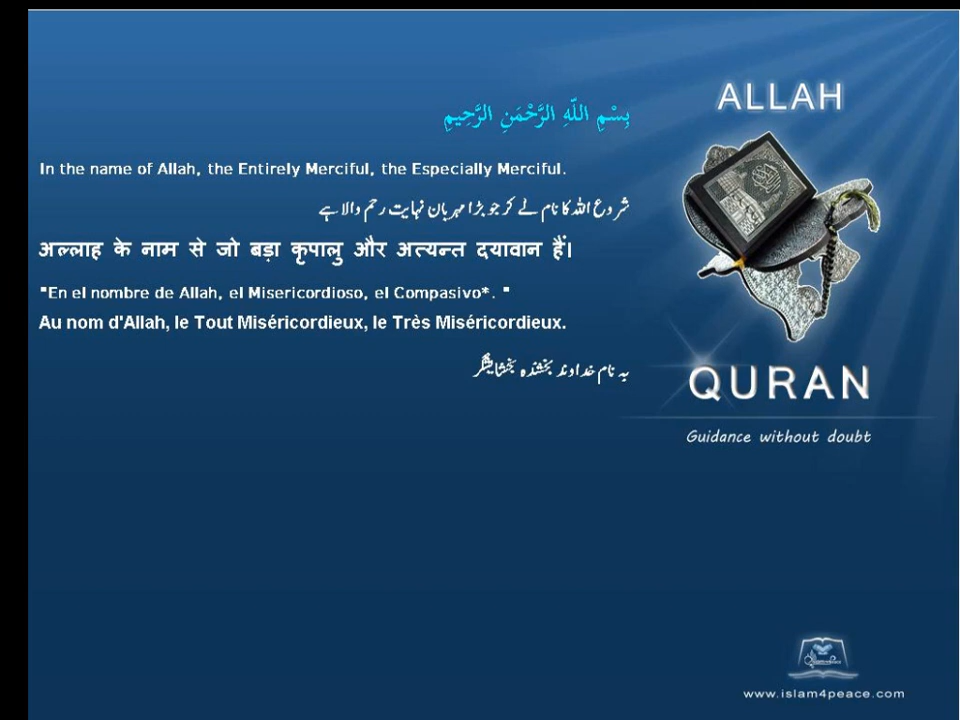 بِسْمِ اللّهِ الرَّحْمَنِ الرَّحِيمِ
In the name of Allah, the Entirely Merciful, the Especially Merciful.
شروع الله کا نام لے کر جو بڑا مہربان نہایت رحم والا ہے
अल्लाह के नाम से जो बड़ा कृपालु और अत्यन्त दयावान हैं।
"En el nombre de Allah, el Misericordioso, el Compasivo*. "
Au nom d'Allah, le Tout Miséricordieux, le Très Miséricordieux.
به نام خداوند بخشنده بخشایشگر
ALLAH
QURAN
Guidance without doubt
www.islam4peace.com